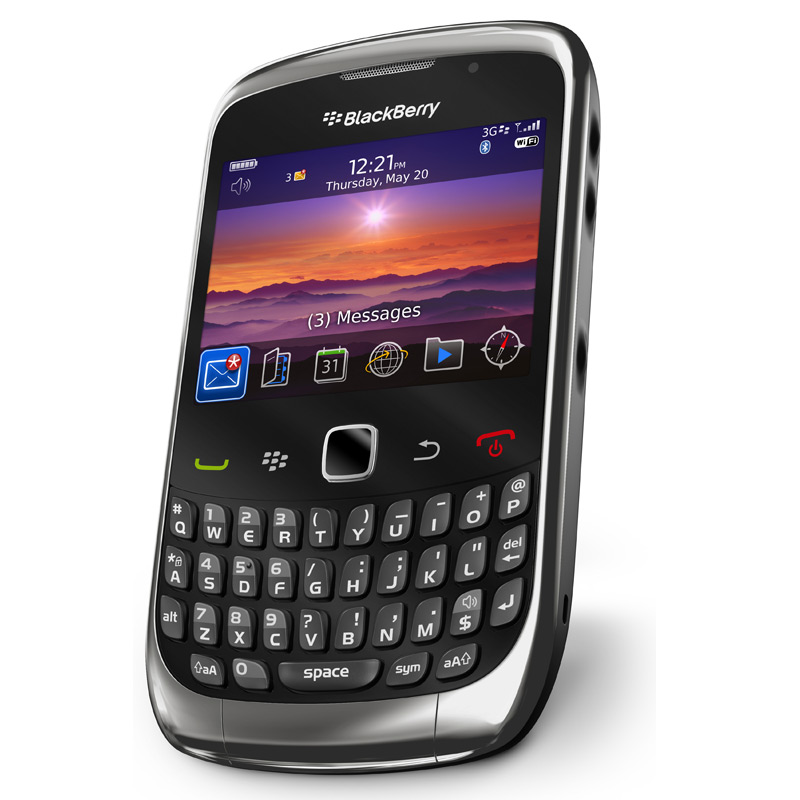 BlackBerry
3G
WiFi
3 12:21PM
Thursday, May 20
(3) Messages
31 N
# Q 1 W 2 E 3 R ( T ) Y _ U - I + O @ P
* A 4 S 5 D 6 F / G : H ; J ' K " L del
alt 7 Z 8 X 9 C ? V ! B , N . M $
aA 0 space sym aA